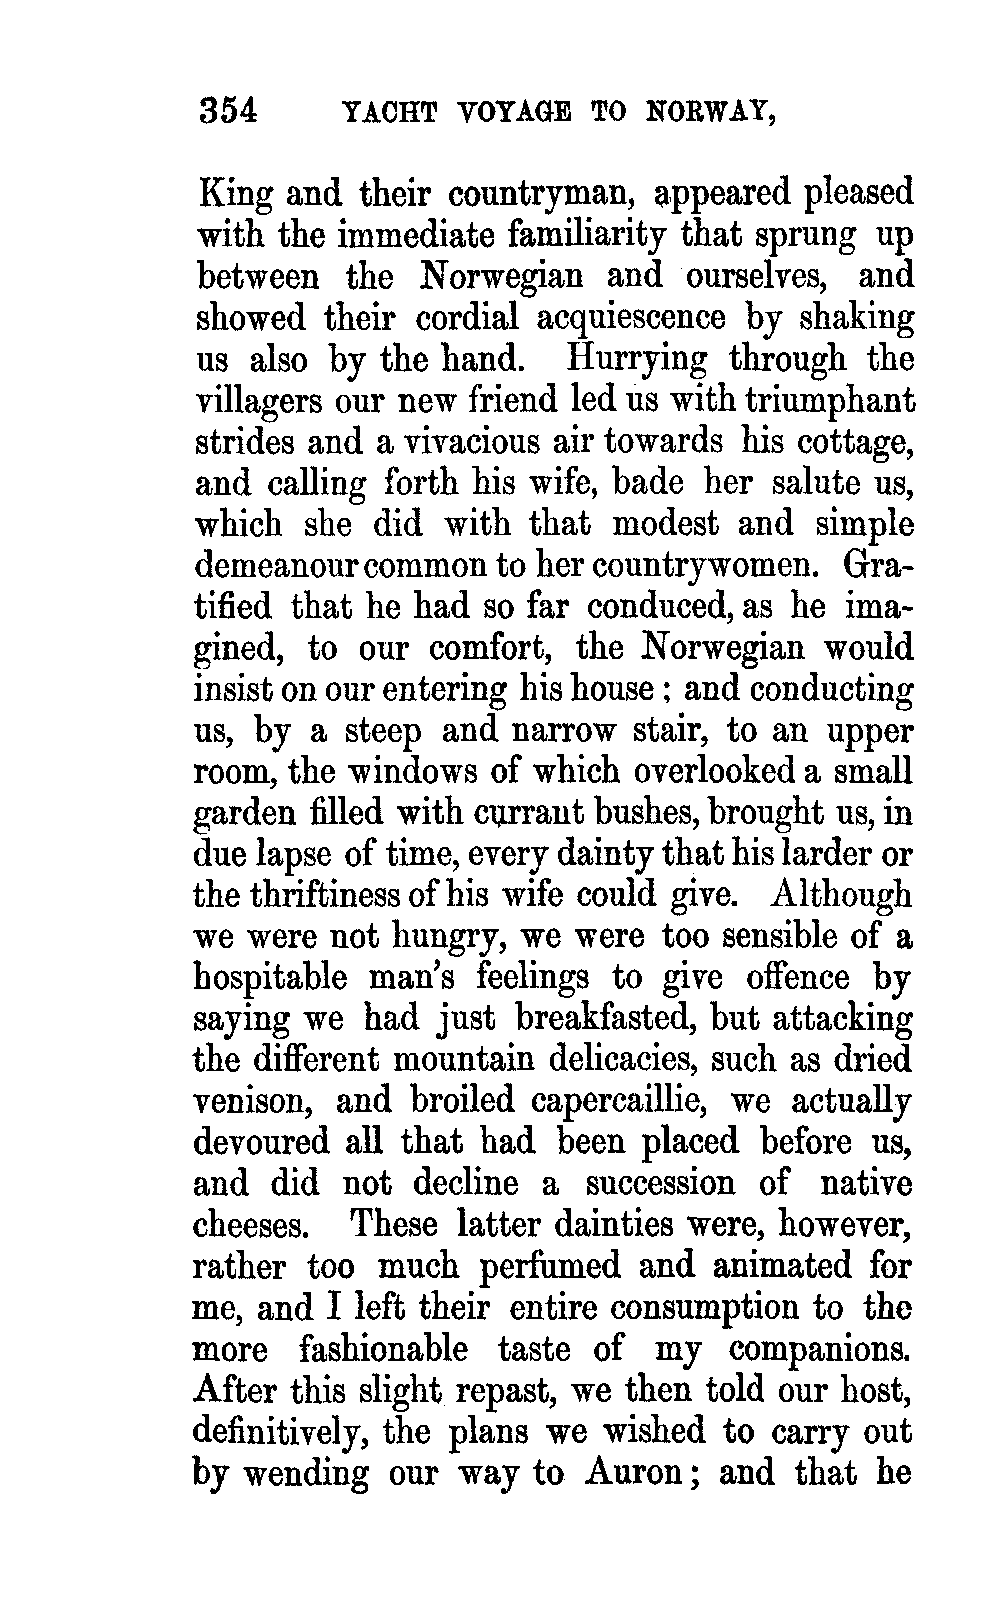 354 YACHT VOYAGE TO NORWAY,
King and their countryman, appeared pleased
with the immediate familiarity that sprung up
between the Norwegian and ourselves, and
showed their cordial acquiescence by shaking
us also by the hand. Hurrying through the
villagers our new friend led us with triumphant
strides and a vivacious air towards his cottage,
and calling forth his wife, bade her salute us,
which she did with that modest and simple
demeanour common to her countrywomen. Gra-
tified that he had so far conduced, as he ima-
gined, to our comfort, the Norwegian would
insist on our entering his house ; and conducting
us, by a steep and narrow stair, to an upper
room, the windows of which overlooked a small
garden filled with currant bushes, brought us, in
due lapse of time, every dainty that his larder or
the thriftiness of his wife could give. Although
we were not hungry, we were too sensible of a
hospitable man's feelings to give offence by
saying we had just breakfasted, but attacking
the different mountain delicacies, such as dried
venison, and broiled capercaillie, we actually
devoured all that had been placed before us,
and did not decline a succession of native
cheeses. These latter dainties were, however,
rather too much perfumed and animated for
me, and I left their entire consumption to the
more fashionable taste of my companions.
After this slight repast, we then told our host,
definitively, the plans we wished to carry out
by wending our way to Auron ; and that he